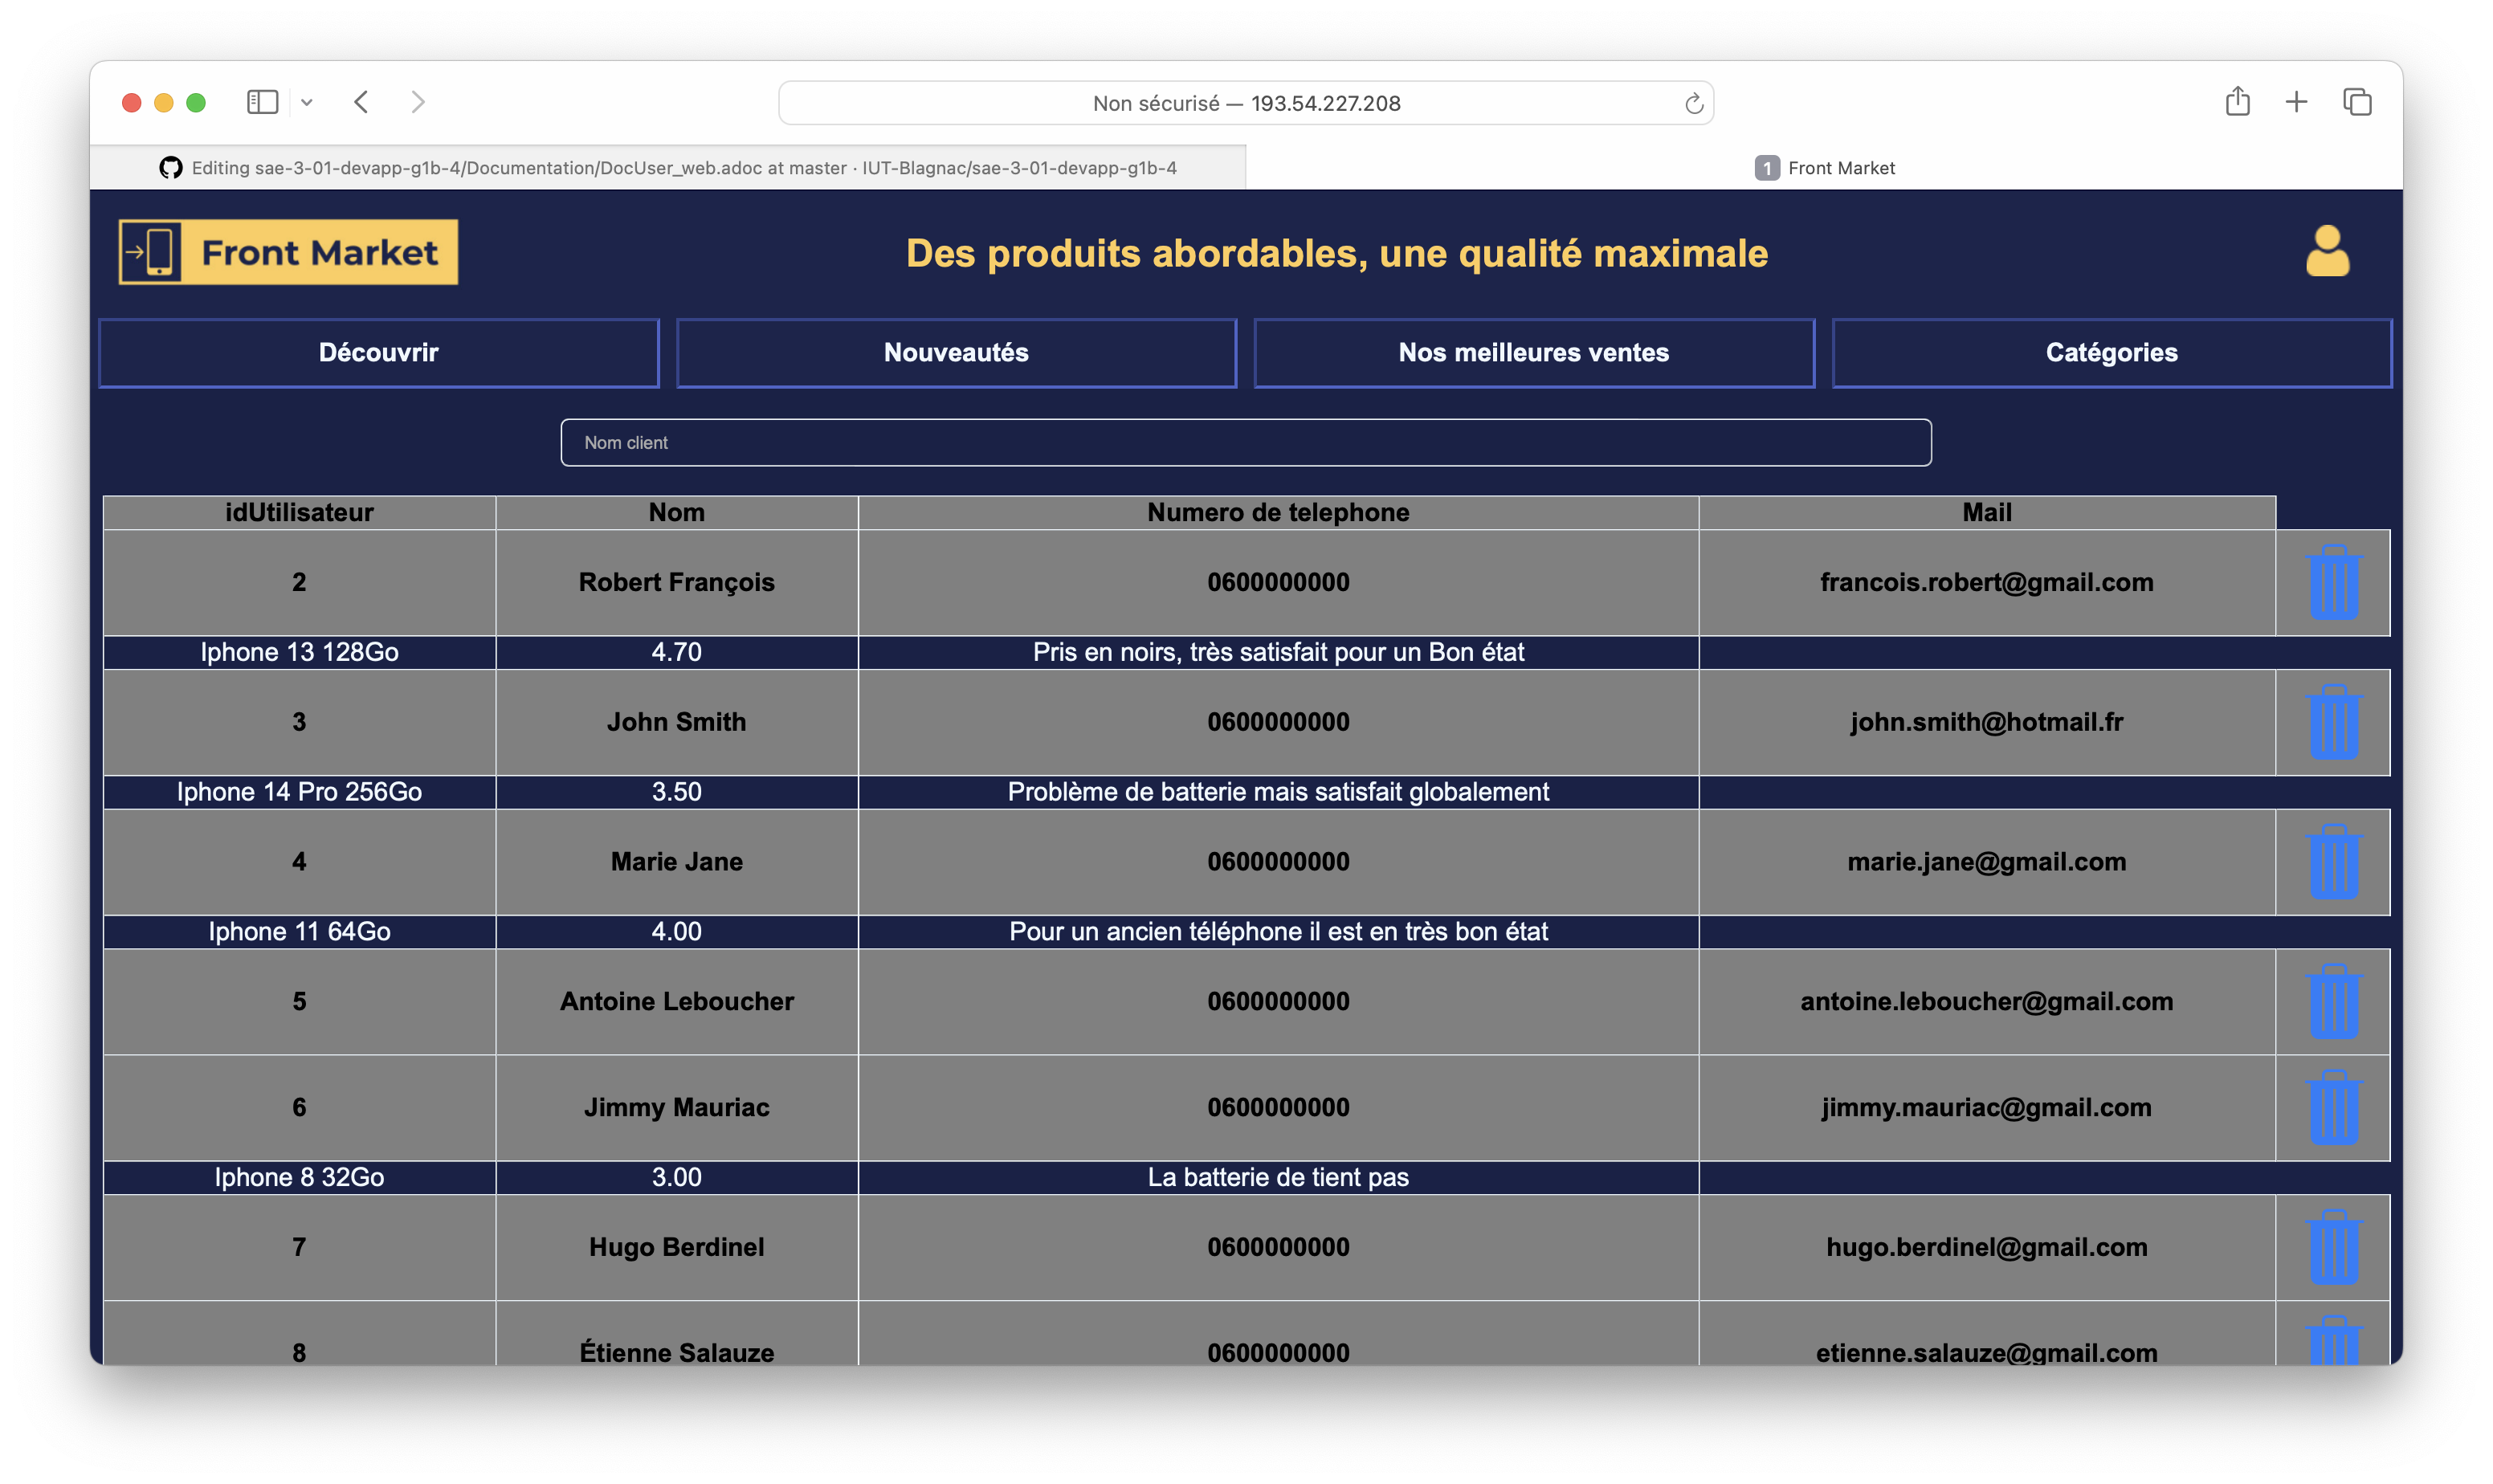 Non sécurisé — 193.54.227.208
Editing sae-3-01-devapp-g1b-4/Documentation/DocUser_web.adoc at master · IUT-Blagnac/sae-3-01-devapp-g1b-4
1 Front Market
Front Market
Des produits abordables, une qualité maximale
Découvrir Nouveautés Nos meilleures ventes Catégories
Nom client
idUtilisateur Nom Numero de telephone Mail
2 Robert François 0600000000 francois.robert@gmail.com
Iphone 13 128Go 4.70 Pris en noirs, très satisfait pour un Bon état
3 John Smith 0600000000 john.smith@hotmail.fr
Iphone 14 Pro 256Go 3.50 Problème de batterie mais satisfait globalement
4 Marie Jane 0600000000 marie.jane@gmail.com
Iphone 11 64Go 4.00 Pour un ancien téléphone il est en très bon état
5 Antoine Leboucher 0600000000 antoine.leboucher@gmail.com
6 Jimmy Mauriac 0600000000 jimmy.mauriac@gmail.com
Iphone 8 32Go 3.00 La batterie de tient pas
7 Hugo Berdinel 0600000000 hugo.berdinel@gmail.com
8 Étienne Salauze 0600000000 etienne.salauze@gmail.com